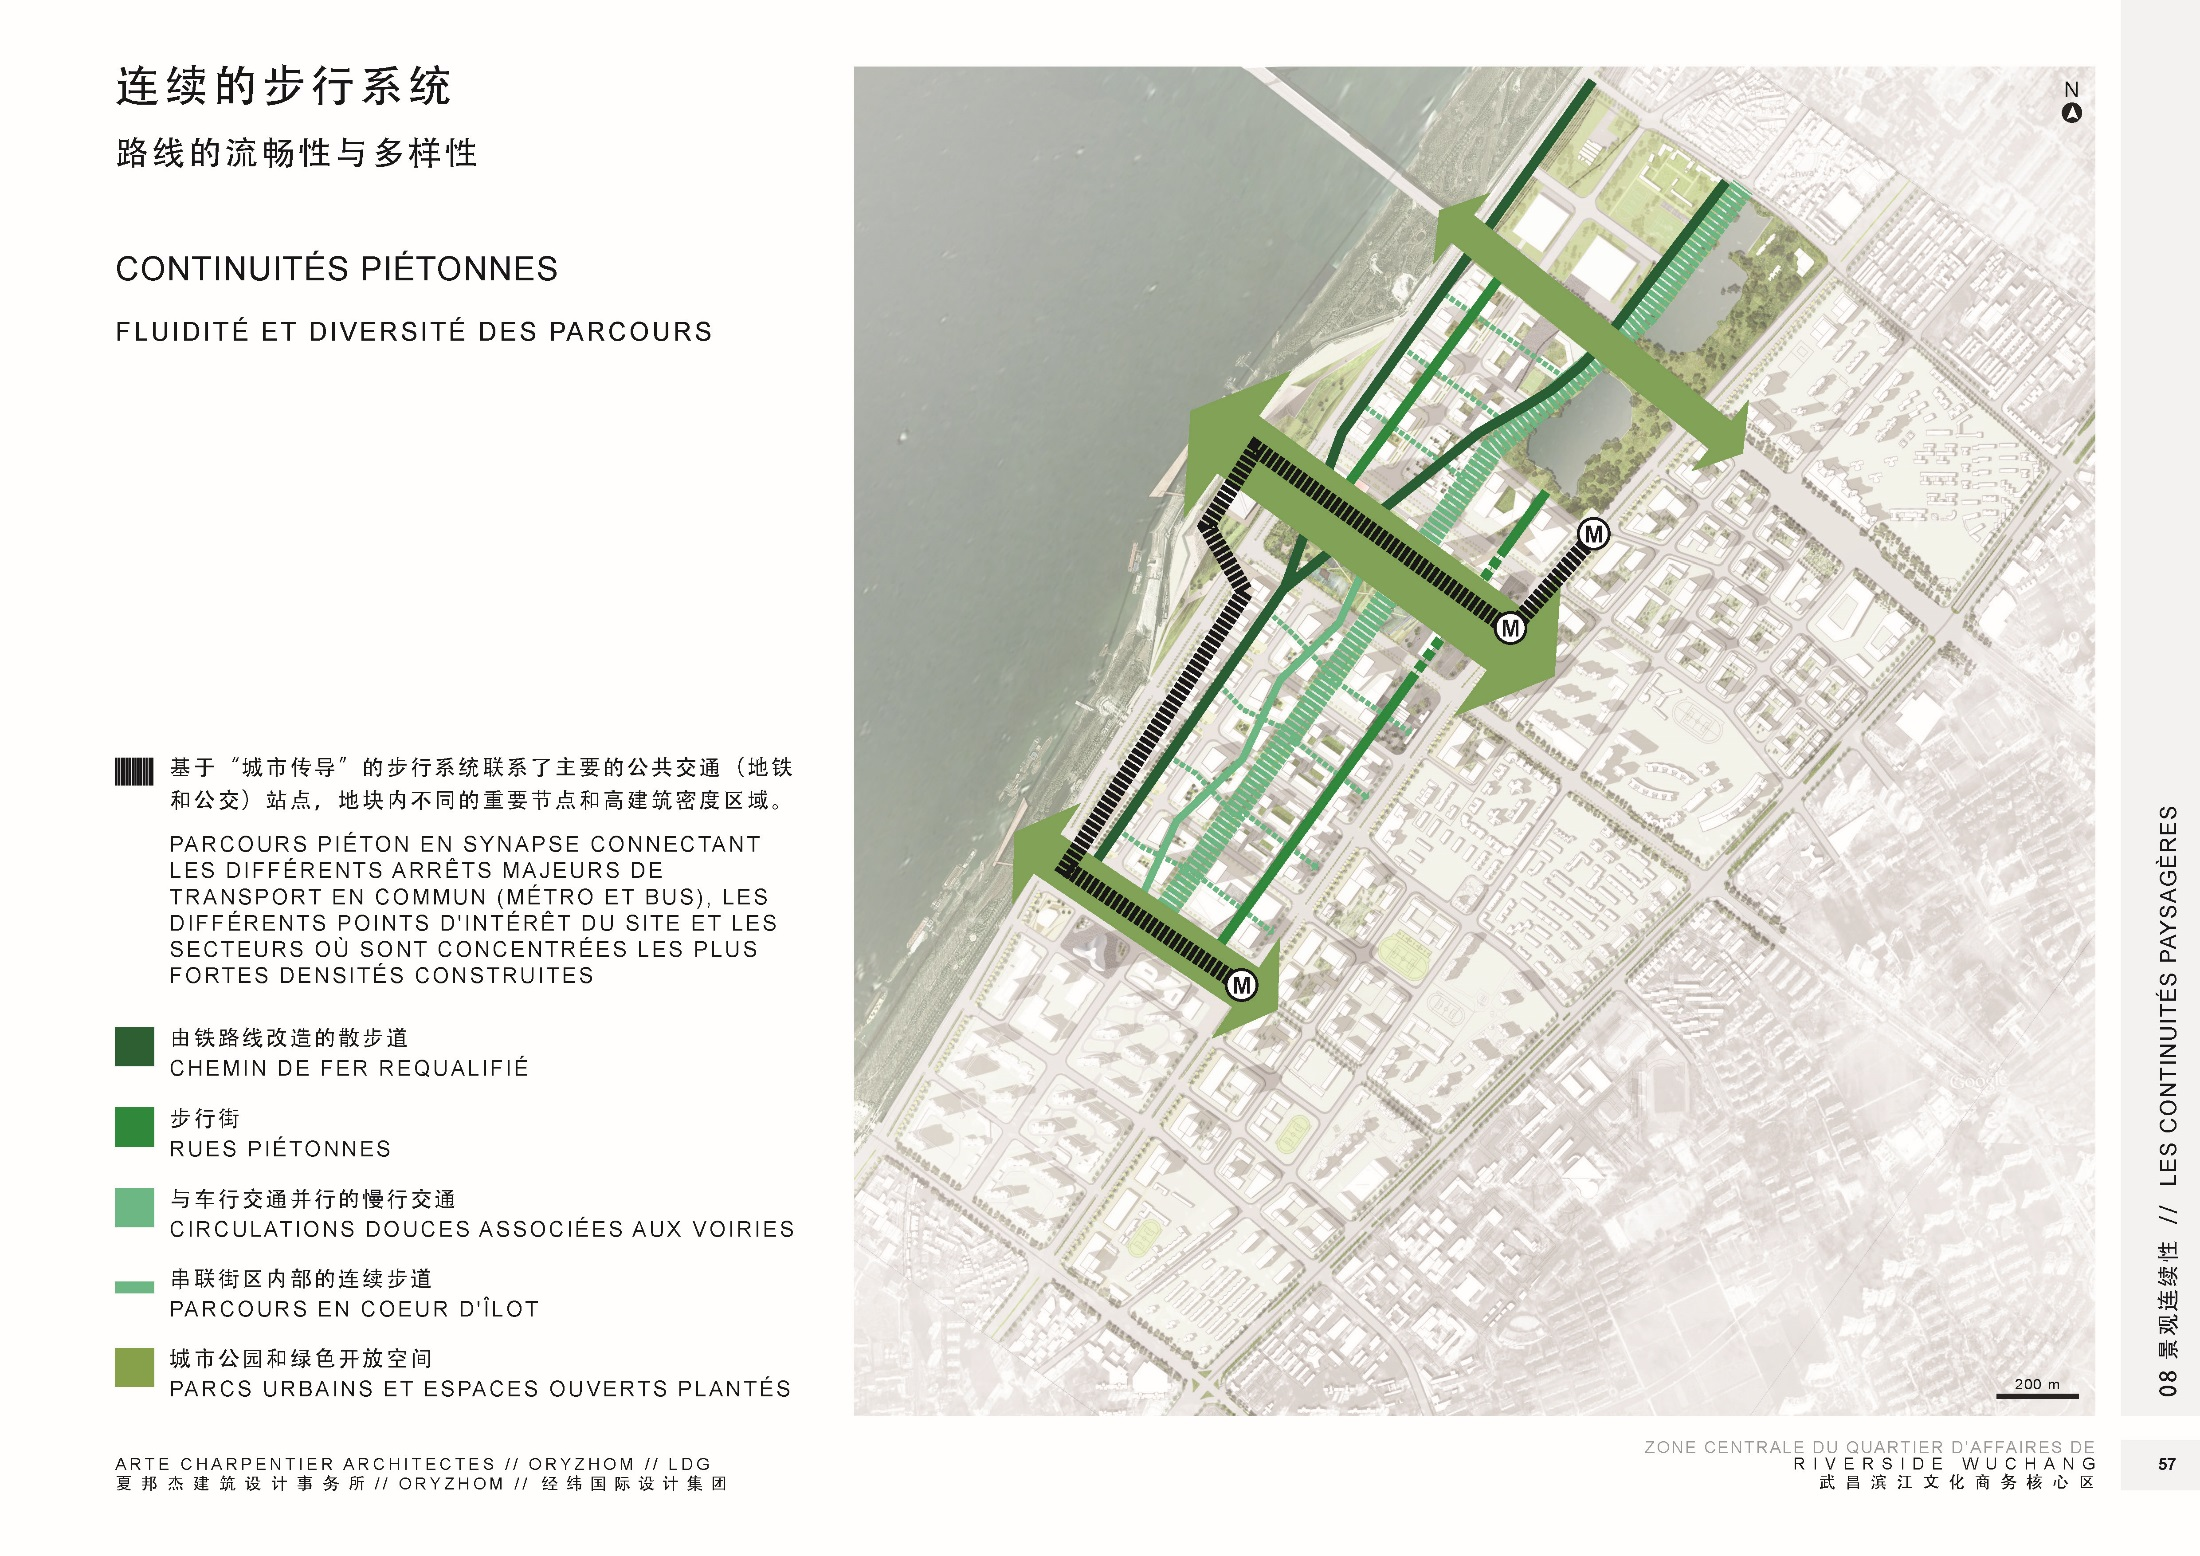 连续的步行系统
路线的流畅性与多样性
CONTINUITÉS PIÉTONNES
FLUIDITÉ ET DIVERSITÉ DES PARCOURS
基于“城市传导”的步行系统联系了主要的公共交通（地铁
和公交）站点，地块内不同的重要节点和高建筑密度区域。
PARCOURS PIÉTON EN SYNAPSE CONNECTANT
LES DIFFÉRENTS ARRÊTS MAJEURS DE
TRANSPORT EN COMMUN (MÉTRO ET BUS), LES
DIFFÉRENTS POINTS D'INTÉRÊT DU SITE ET LES
SECTEURS OÙ SONT CONCENTRÉES LES PLUS
FORTES DENSITÉS CONSTRUITES
由铁路线改造的散步道
CHEMIN DE FER REQUALIFIÉ
步行街
RUES PIÉTONNES
与车行交通并行的慢行交通
CIRCULATIONS DOUCES ASSOCIÉES AUX VOIRIES
串联街区内部的连续步道
PARCOURS EN COEUR D'ÎLOT
城市公园和绿色开放空间
PARCS URBAINS ET ESPACES OUVERTS PLANTÉS
N
M
M
M
Google
200 m
08 景观连续性 // LES CONTINUITÉS PAYSAGÈRES
ARTE CHARPENTIER ARCHITECTES // ORYZHOM // LDG
夏邦杰建筑设计事务所 // ORYZHOM // 经纬国际设计集团
ZONE CENTRALE DU QUARTIER D'AFFAIRES DE
RIVERSIDE WUCHANG
武昌滨江文化商务核心区
57